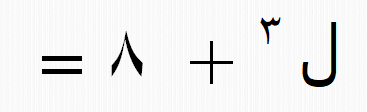 ل٣ + ٨ =